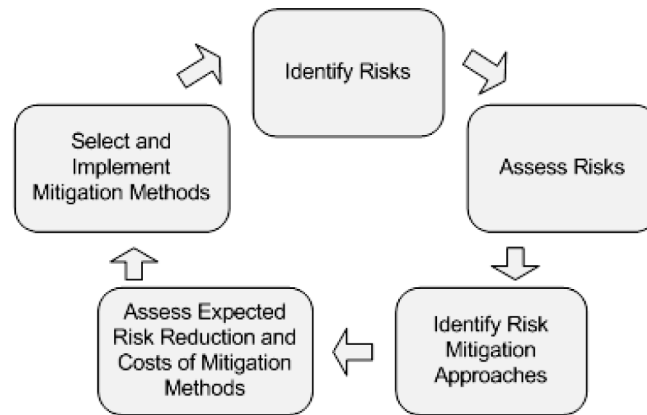 Identify Risks
Assess Risks
Identify Risk
Mitigation
Approaches
Assess Expected
Risk Reduction and
Costs of Mitigation
Methods
Select and
Implement
Mitigation Methods